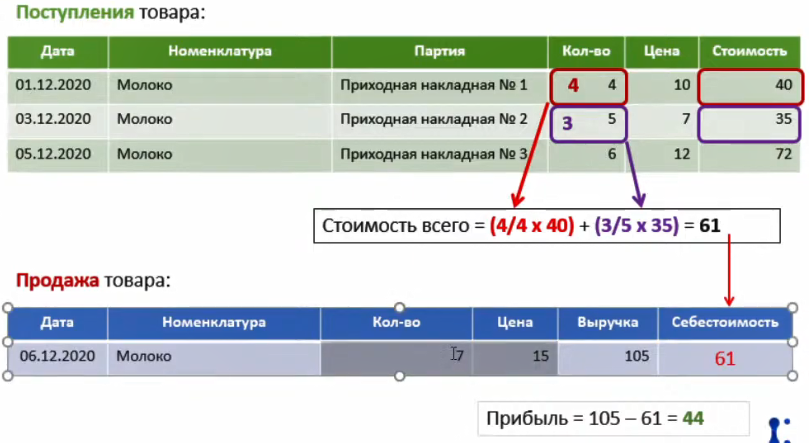 Поступления товара:
Дата Номенклатура Партия Кол-во Цена Стоимость
01.12.2020 Молоко Приходная накладная № 1 4 4 10 40
03.12.2020 Молоко Приходная накладная № 2 3 5 7 35
05.12.2020 Молоко Приходная накладная № 3 6 12 72
Стоимость всего = (4/4 x 40) + (3/5 x 35) = 61
Продажа товара:
Дата Номенклатура Кол-во Цена Выручка Себестоимость
06.12.2020 Молоко 7 15 105 61
Прибыль = 105 – 61 = 44